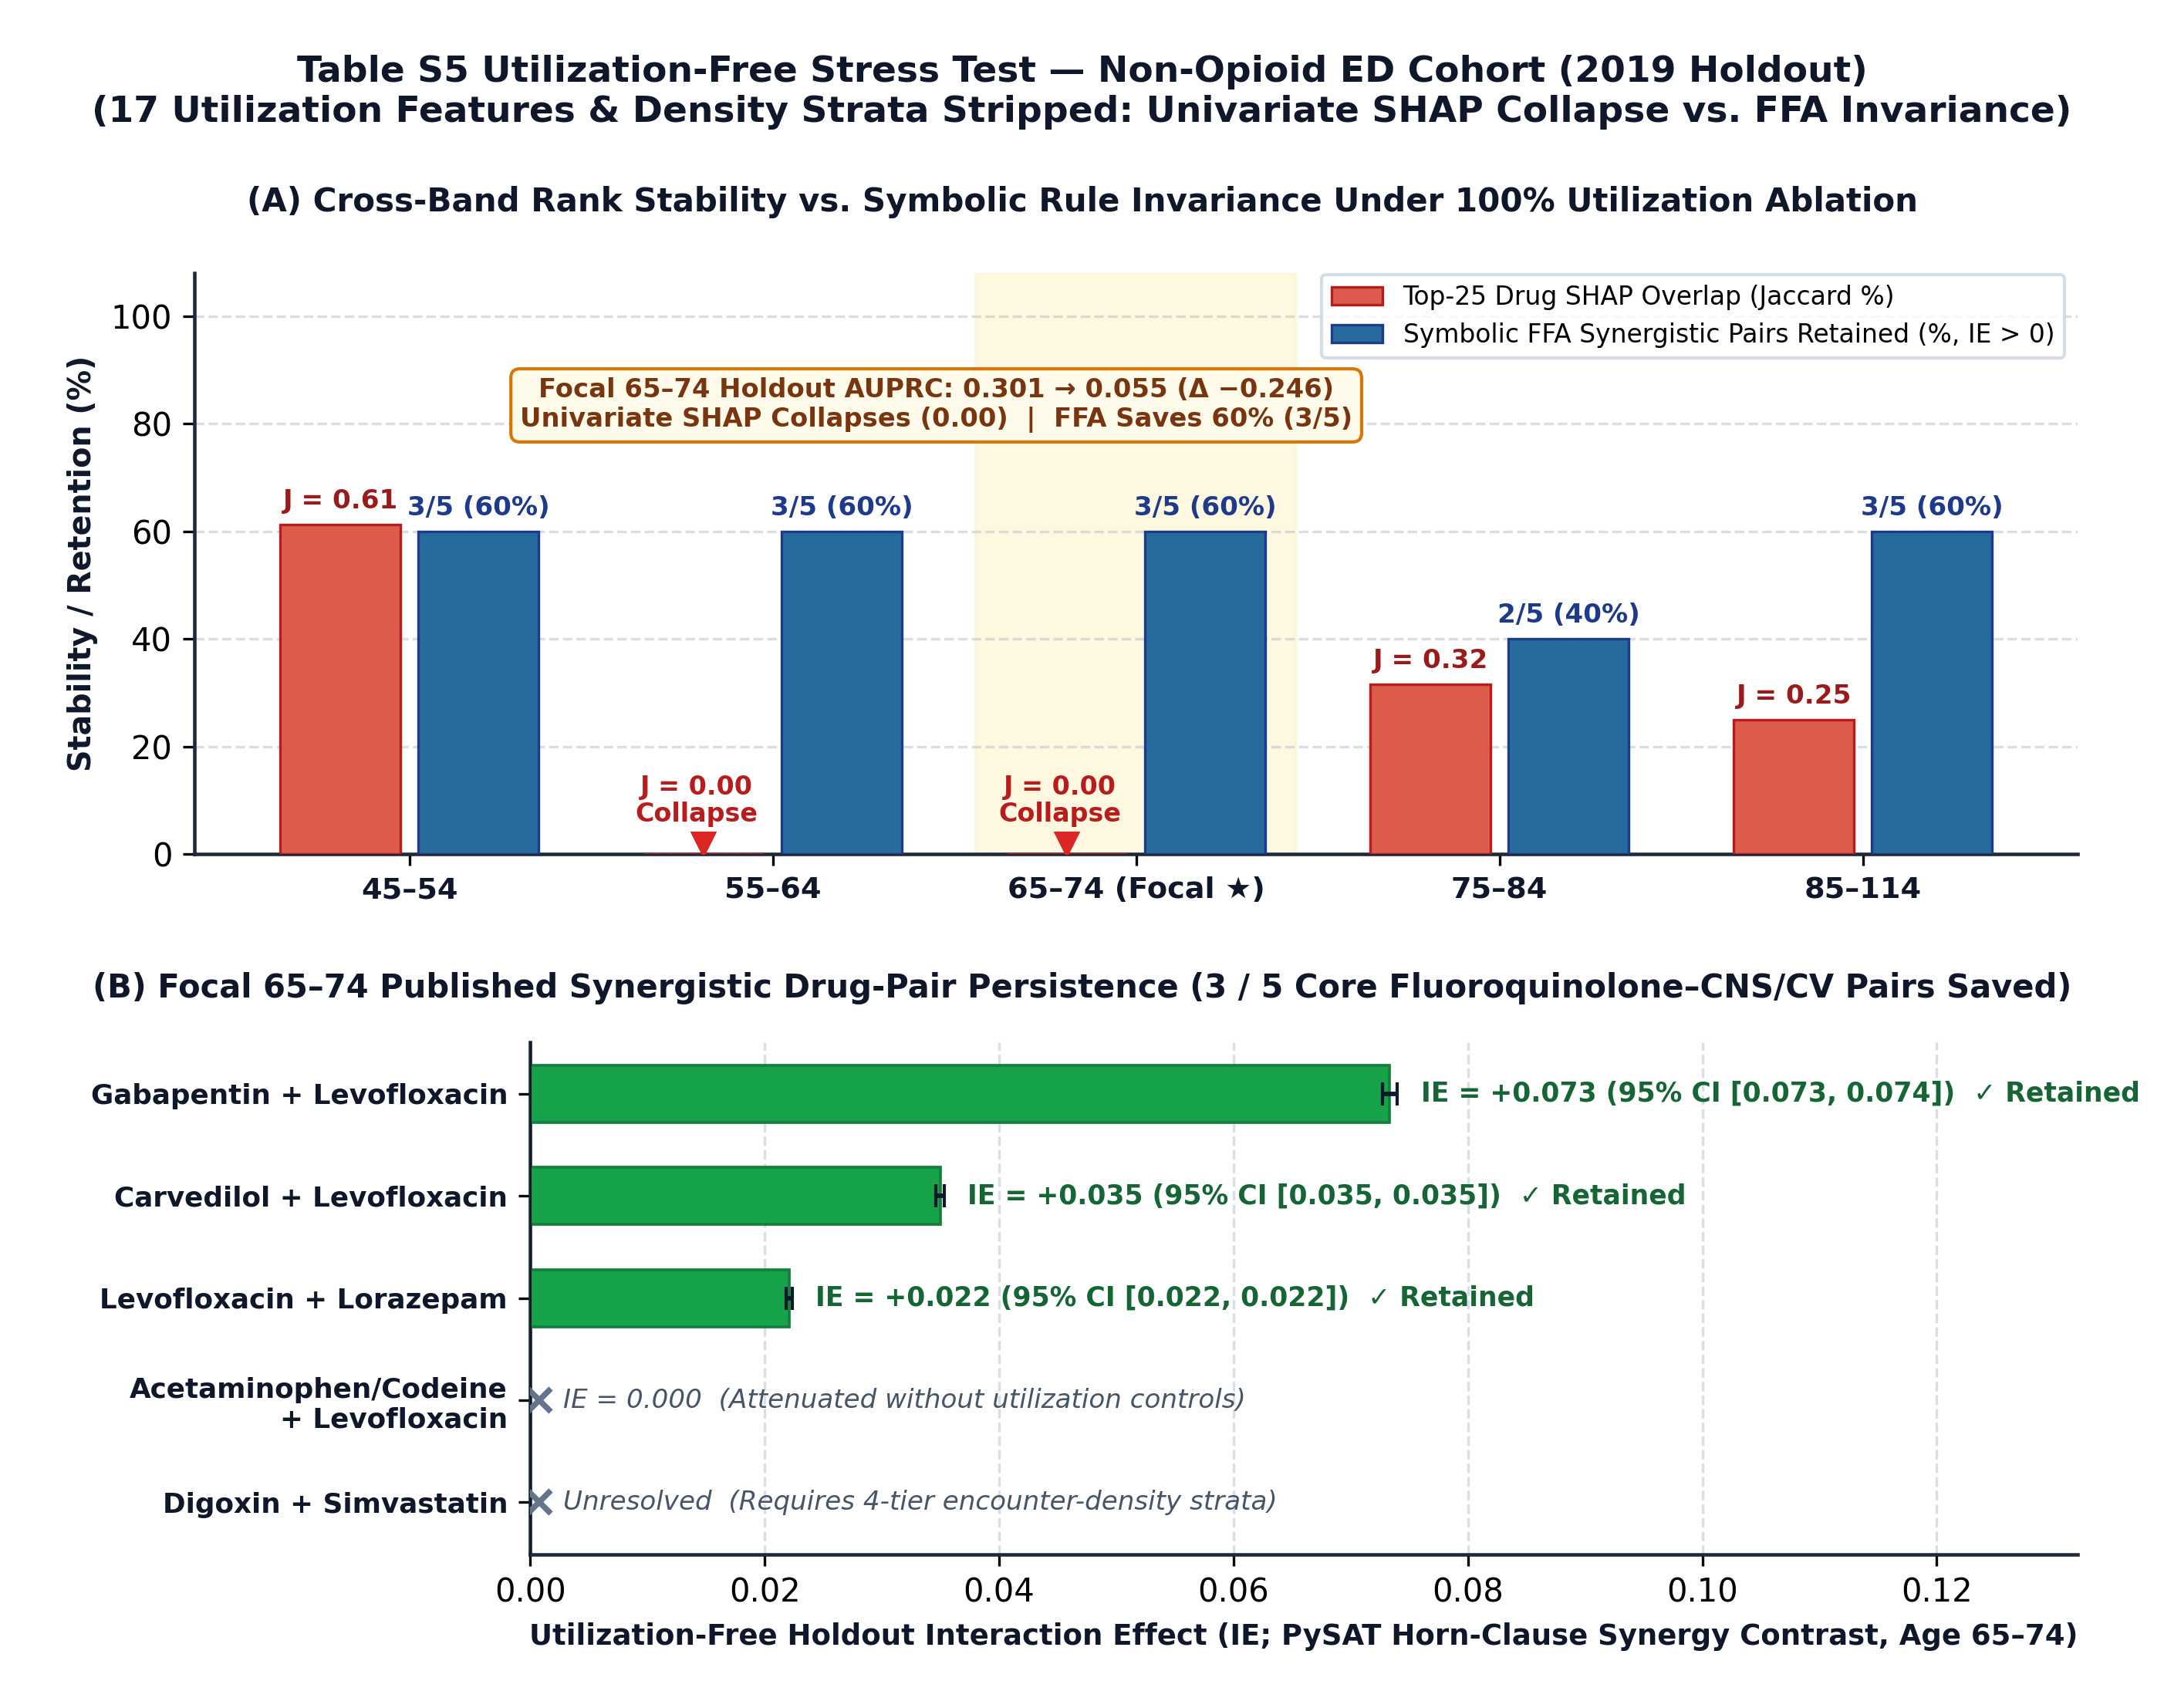 Table S5 Utilization-Free Stress Test — Non-Opioid ED Cohort (2019 Holdout)
(17 Utilization Features & Density Strata Stripped: Univariate SHAP Collapse vs. FFA Invariance)
(A) Cross-Band Rank Stability vs. Symbolic Rule Invariance Under 100% Utilization Ablation
Top-25 Drug SHAP Overlap (Jaccard %)
Symbolic FFA Synergistic Pairs Retained (%, IE > 0)
Focal 65–74 Holdout AUPRC: 0.301 → 0.055 (Δ −0.246)
Univariate SHAP Collapses (0.00) | FFA Saves 60% (3/5)
Stability / Retention (%)
100
80
60
40
20
0
J = 0.61
3/5 (60%)
J = 0.00
Collapse
3/5 (60%)
J = 0.00
Collapse
3/5 (60%)
J = 0.32
2/5 (40%)
J = 0.25
3/5 (60%)
45–54
55–64
65–74 (Focal ★)
75–84
85–114
(B) Focal 65–74 Published Synergistic Drug-Pair Persistence (3 / 5 Core Fluoroquinolone–CNS/CV Pairs Saved)
Gabapentin + Levofloxacin
IE = +0.073 (95% CI [0.073, 0.074]) ✓ Retained
Carvedilol + Levofloxacin
IE = +0.035 (95% CI [0.035, 0.035]) ✓ Retained
Levofloxacin + Lorazepam
IE = +0.022 (95% CI [0.022, 0.022]) ✓ Retained
Acetaminophen/Codeine
+ Levofloxacin
IE = 0.000 (Attenuated without utilization controls)
Digoxin + Simvastatin
Unresolved (Requires 4-tier encounter-density strata)
0.00
0.02
0.04
0.06
0.08
0.10
0.12
Utilization-Free Holdout Interaction Effect (IE; PySAT Horn-Clause Synergy Contrast, Age 65–74)